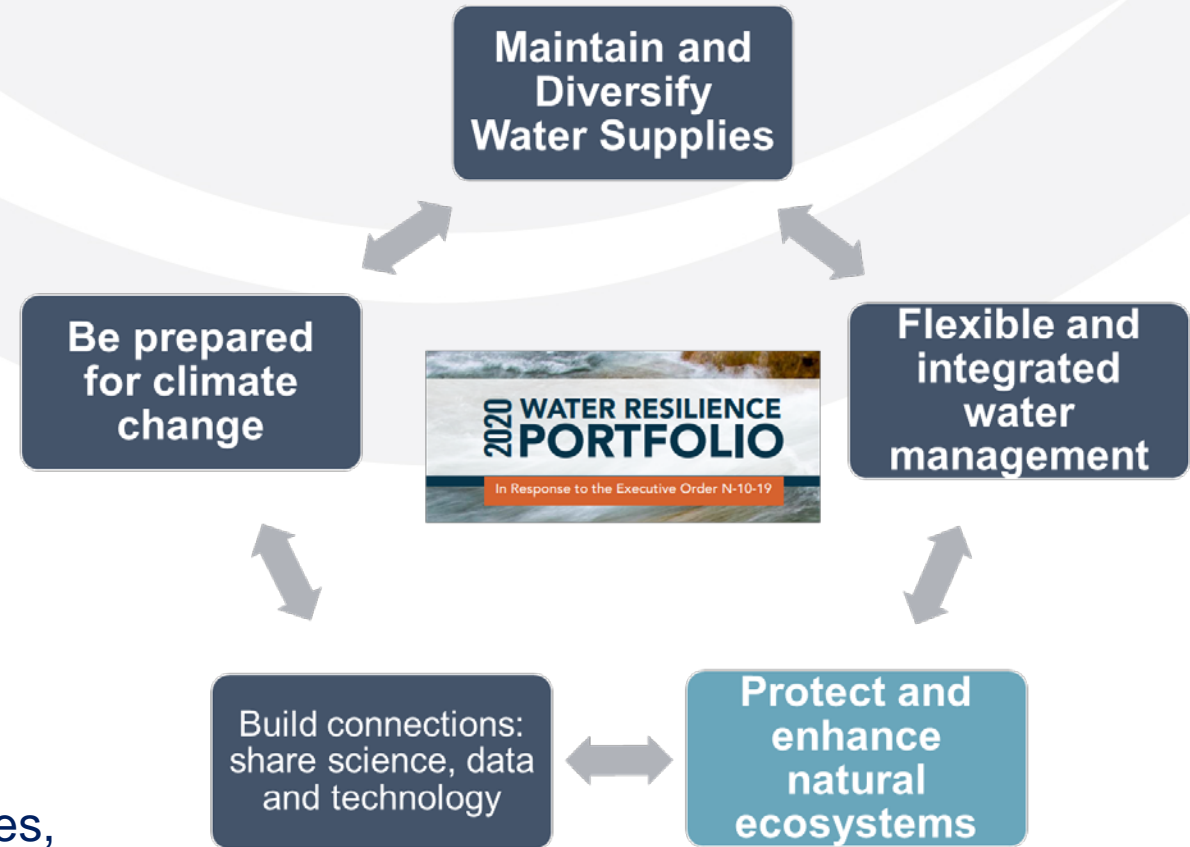 Maintain and
Diversify
Water Supplies
Be prepared
for climate
change
2020 WATER RESILIENCE
PORTFOLIO
In Response to the Executive Order N-10-19
Flexible and
integrated
water
management
Build connections:
share science, data
and technology
Protect and
enhance
natural
ecosystems
es,